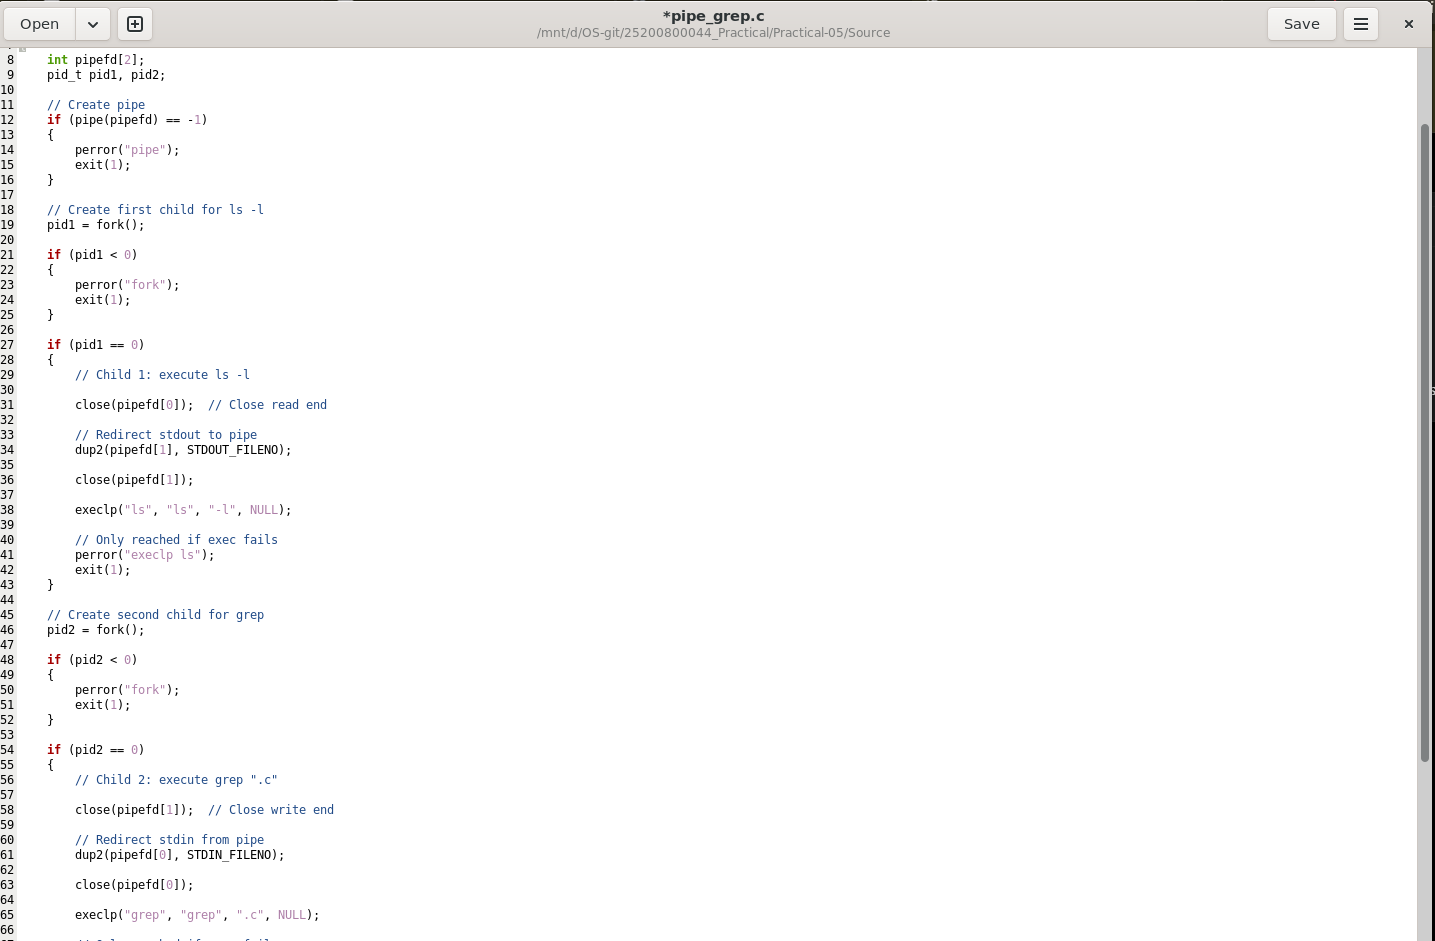 Open
*pipe_grep.c
/mnt/d/OS-git/25200800044_Practical/Practical-05/Source
Save
8 int pipefd[2];
9 pid_t pid1, pid2;
10
11 // Create pipe
12 if (pipe(pipefd) == -1)
13 {
14 perror("pipe");
15 exit(1);
16 }
17
18 // Create first child for ls -l
19 pid1 = fork();
20
21 if (pid1 < 0)
22 {
23 perror("fork");
24 exit(1);
25 }
26
27 if (pid1 == 0)
28 {
29 // Child 1: execute ls -l
30
31 close(pipefd[0]);  // Close read end
32
33 // Redirect stdout to pipe
34 dup2(pipefd[1], STDOUT_FILENO);
35
36 close(pipefd[1]);
37
38 execlp("ls", "ls", "-l", NULL);
39
40 // Only reached if exec fails
41 perror("execlp ls");
42 exit(1);
43 }
44
45 // Create second child for grep
46 pid2 = fork();
47
48 if (pid2 < 0)
49 {
50 perror("fork");
51 exit(1);
52 }
53
54 if (pid2 == 0)
55 {
56 // Child 2: execute grep ".c"
57
58 close(pipefd[1]);  // Close write end
59
60 // Redirect stdin from pipe
61 dup2(pipefd[0], STDIN_FILENO);
62
63 close(pipefd[0]);
64
65 execlp("grep", "grep", ".c", NULL);
66